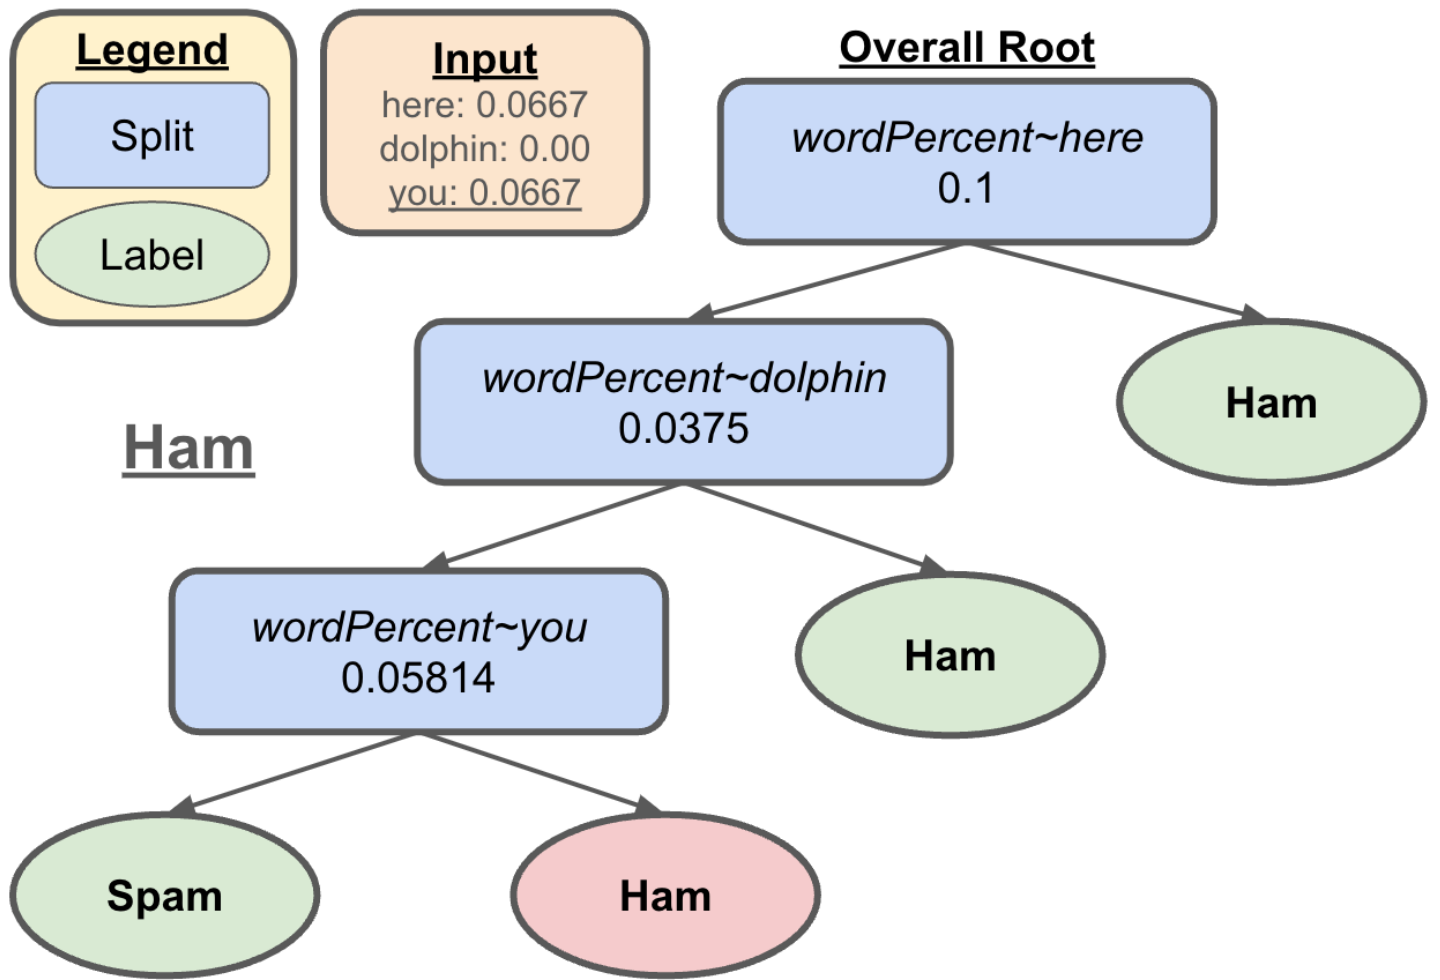 Legend
Split
Label
Input
here: 0.0667
dolphin: 0.00
you: 0.0667
Overall Root
wordPercent~here
0.1
wordPercent~dolphin
0.0375
Ham
Ham
wordPercent~you
0.05814
Ham
Spam
Ham